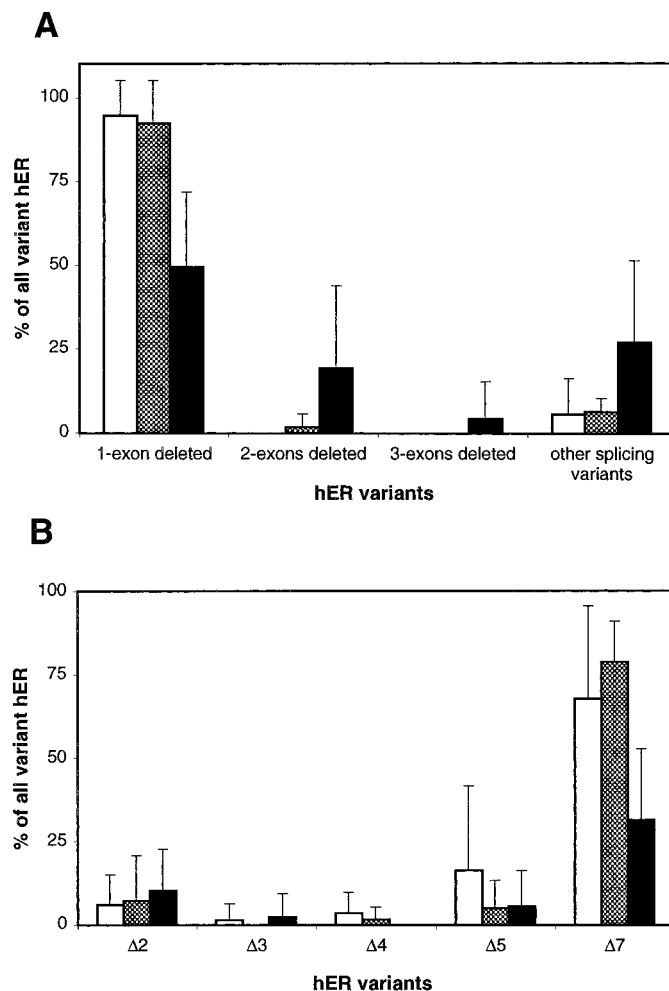 A
% of all variant hER
100
75
50
25
0
1-exon deleted
2-exons deleted
3-exons deleted
other splicing
variants
hER variants
B
% of all variant hER
100
75
50
25
0
Δ2
Δ3
Δ4
Δ5
Δ7
hER variants